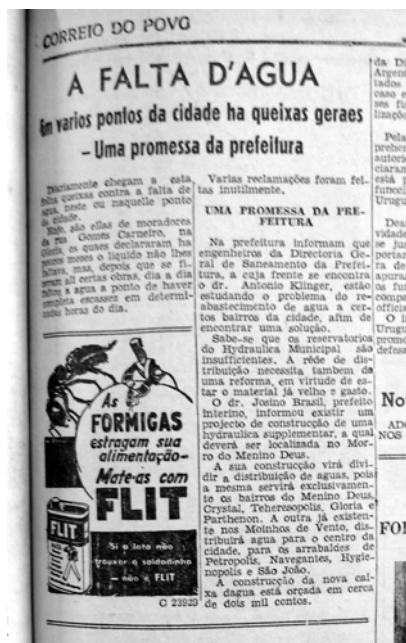 CORREIO DO POVO
A FALTA D'AGUA
Em varios pontos da cidade ha queixas geraes
– Uma promessa da prefeitura
Diariamente chegam a esta
folha queixas contra a falta de
agua, neste ou naquelle ponto
da cidade.
Hoje, são ellas de moradores
da rua Gomes Carneiro, na
Gloria, os quaes declararam ha
mezes o liquido não lhes
faltava, mas, depois que se fi-
zeram ali certas obras, dia a dia
a agua a ponto de haver
completa escasses em determi-
nadas horas do dia.
As
FORMIGAS
estragam sua
alimentação-
Mate-as com
FLIT
FLIT
Si a lata não
trouxer o soldadinho
— não é FLIT
C 23929
Varias reclamações foram fei-
tas inutilmente.
UMA PROMESSA DA PRE-
FEITURA
Na prefeitura informam que
engenheiros da Directoria Ge-
ral de Saneamento da Prefei-
tura, a cuja frente se encontra
o dr. Antonio Klinger, estão
estudando o problema do re-
abastecimento de agua a cer-
tos bairros da cidade, afim de
encontrar uma solução.
Sabe-se que os reservatorios
do Hydraulica Municipal são
insufficientes. A rêde de dis-
tribuição necessita tambem de
uma reforma, em virtude de es-
tar o material já velho e gasto.
O dr. Josino Brasil, prefeito
interino, informou existir um
projecto de construcção de uma
hydraulica supplementar, a qual
deverá ser localizada no Mor-
ro do Menino Deus.
A sua construcção virá divi-
dir a distribuição de aguas, pois
a mesma servirá exclusivamen-
te os bairros do Menino Deus,
Crystal, Theresopolis, Gloria e
Parthenon. A outra já existen-
te nos Moinhos de Vento, dis-
tribuirá agua para o centro da
cidade, para os arrabaldes de
Petropolis, Navegantes, Hygie-
nopolis e São João.
A construcção da nova cai-
xa dagua está orçada em cerca
de dois mil contos.